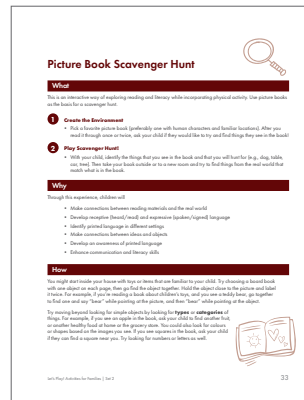 Picture Book Scavenger Hunt
What
This is an interactive way of exploring reading and literacy while incorporating physical activity. Use picture books
as the basis for a scavenger hunt.
1 Create the Environment
• Pick a favorite picture book (preferably one with human characters and familiar locations). After you
read it through once or twice, ask your child if they would like to try and find things they see in the book!
2 Play Scavenger Hunt!
• With your child, identify the things that you see in the book and that you will hunt for (e.g., dog, table,
car, tree). Then take your book outside or to a new room and try to find things from the real world that
match what is in the book.
Why
Through this experience, children will
• Make connections between reading materials and the real world
• Develop receptive (heard/read) and expressive (spoken/signed) language
• Identify printed language in different settings
• Make connections between ideas and objects
• Develop an awareness of printed language
• Enhance communication and literacy skills
How
You might start inside your house with toys or items that are familiar to your child. Try choosing a board book
with one object on each page, then go find the object together. Hold the object close to the picture and label
it twice. For example, if you're reading a book about children's toys, and you see a teddy bear, go together
to find one and say "bear" while pointing at the picture, and then "bear" while pointing at the object.
Try moving beyond looking for simple objects by looking for types or categories of
things. For example, if you see an apple in the book, ask your child to find another fruit,
or another healthy food at home or the grocery store. You could also look for colours
or shapes based on the images you see. If you see squares in the book, ask your child
if they can find a square near you. Try looking for numbers or letters as well.
Let's Play! Activities for Families | Set 2
33